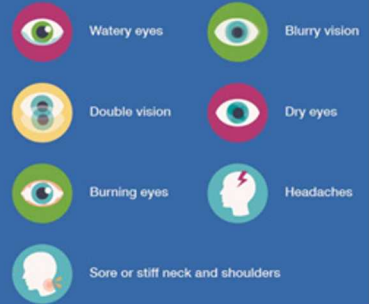 Watery eyes
Blurry vision
Double vision
Dry eyes
Burning eyes
Headaches
Sore or stiff neck and shoulders